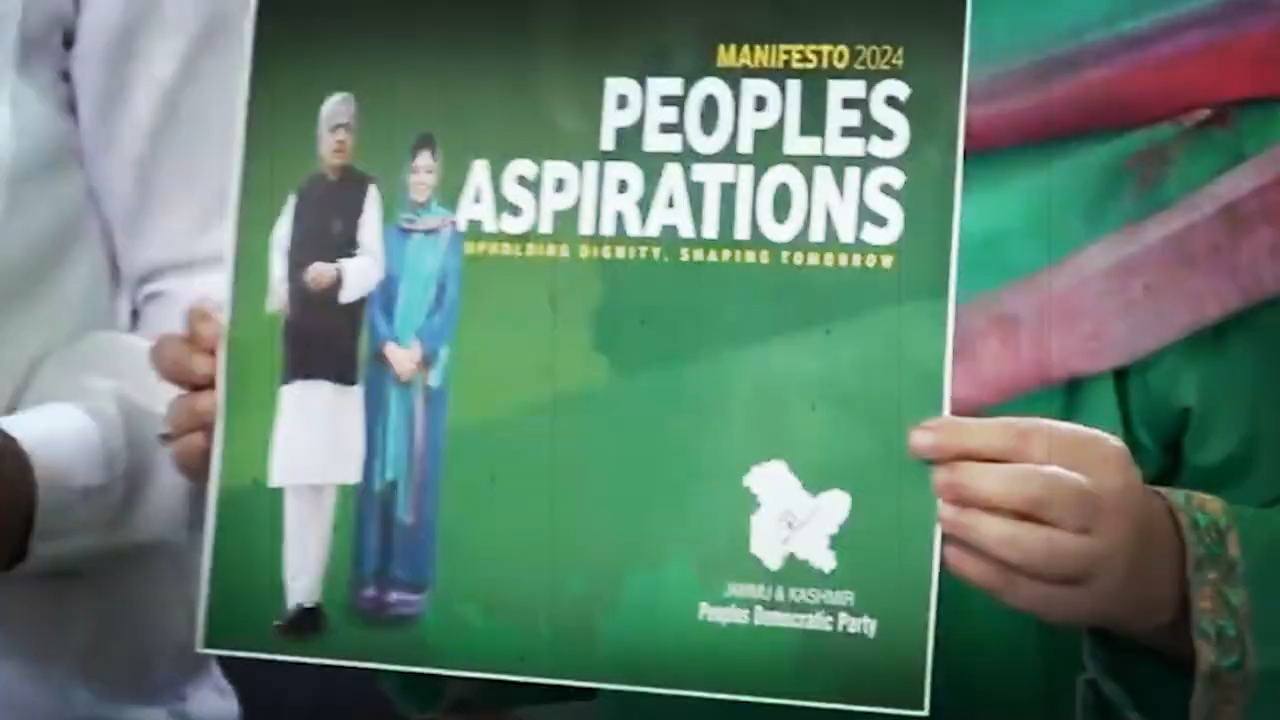 MANIFESTO 2024
PEOPLES
ASPIRATIONS
UPHOLDING DIGNITY, SHAPING TOMORROW
JAMMU & KASHMIR
Peoples Democratic Party